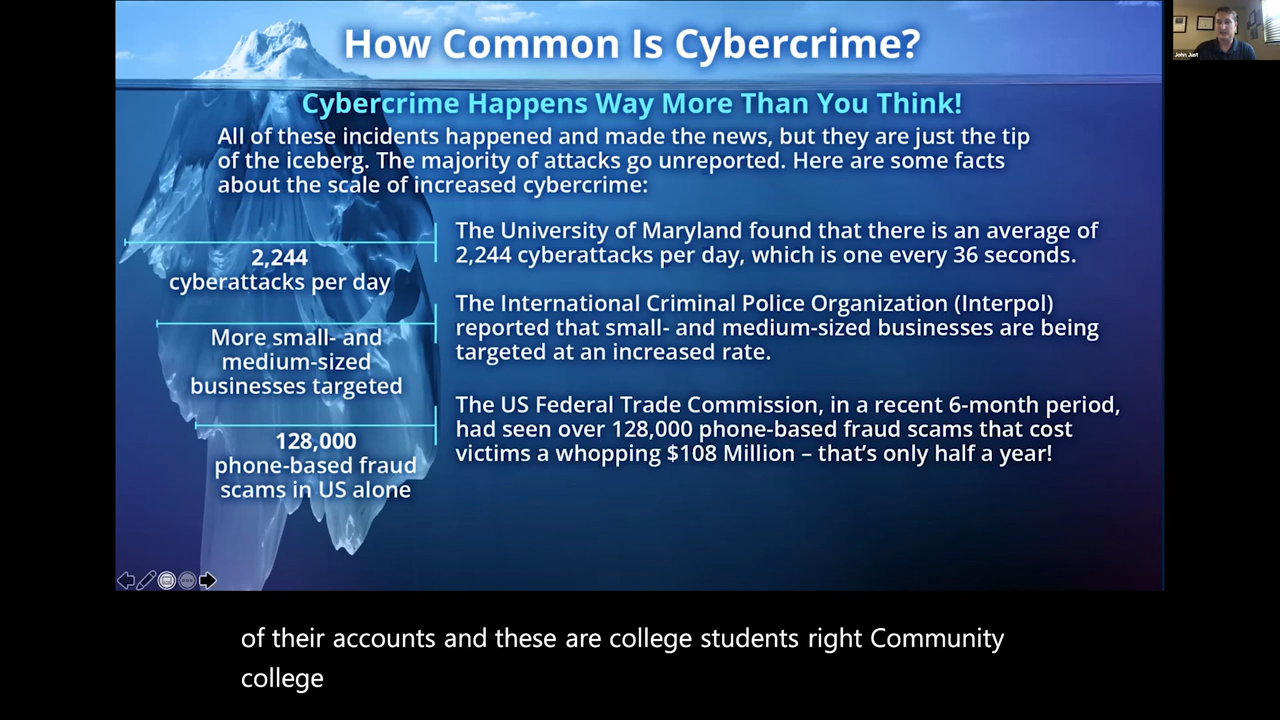 How Common Is Cybercrime?
Cybercrime Happens Way More Than You Think!
All of these incidents happened and made the news, but they are just the tip
of the iceberg. The majority of attacks go unreported. Here are some facts
about the scale of increased cybercrime:
2,244
cyberattacks per day
The University of Maryland found that there is an average of
2,244 cyberattacks per day, which is one every 36 seconds.
More small- and
medium-sized
businesses targeted
The International Criminal Police Organization (Interpol)
reported that small- and medium-sized businesses are being
targeted at an increased rate.
128,000
phone-based fraud
scams in US alone
The US Federal Trade Commission, in a recent 6-month period,
had seen over 128,000 phone-based fraud scams that cost
victims a whopping $108 Million – that's only half a year!
John Just
of their accounts and these are college students right Community
college